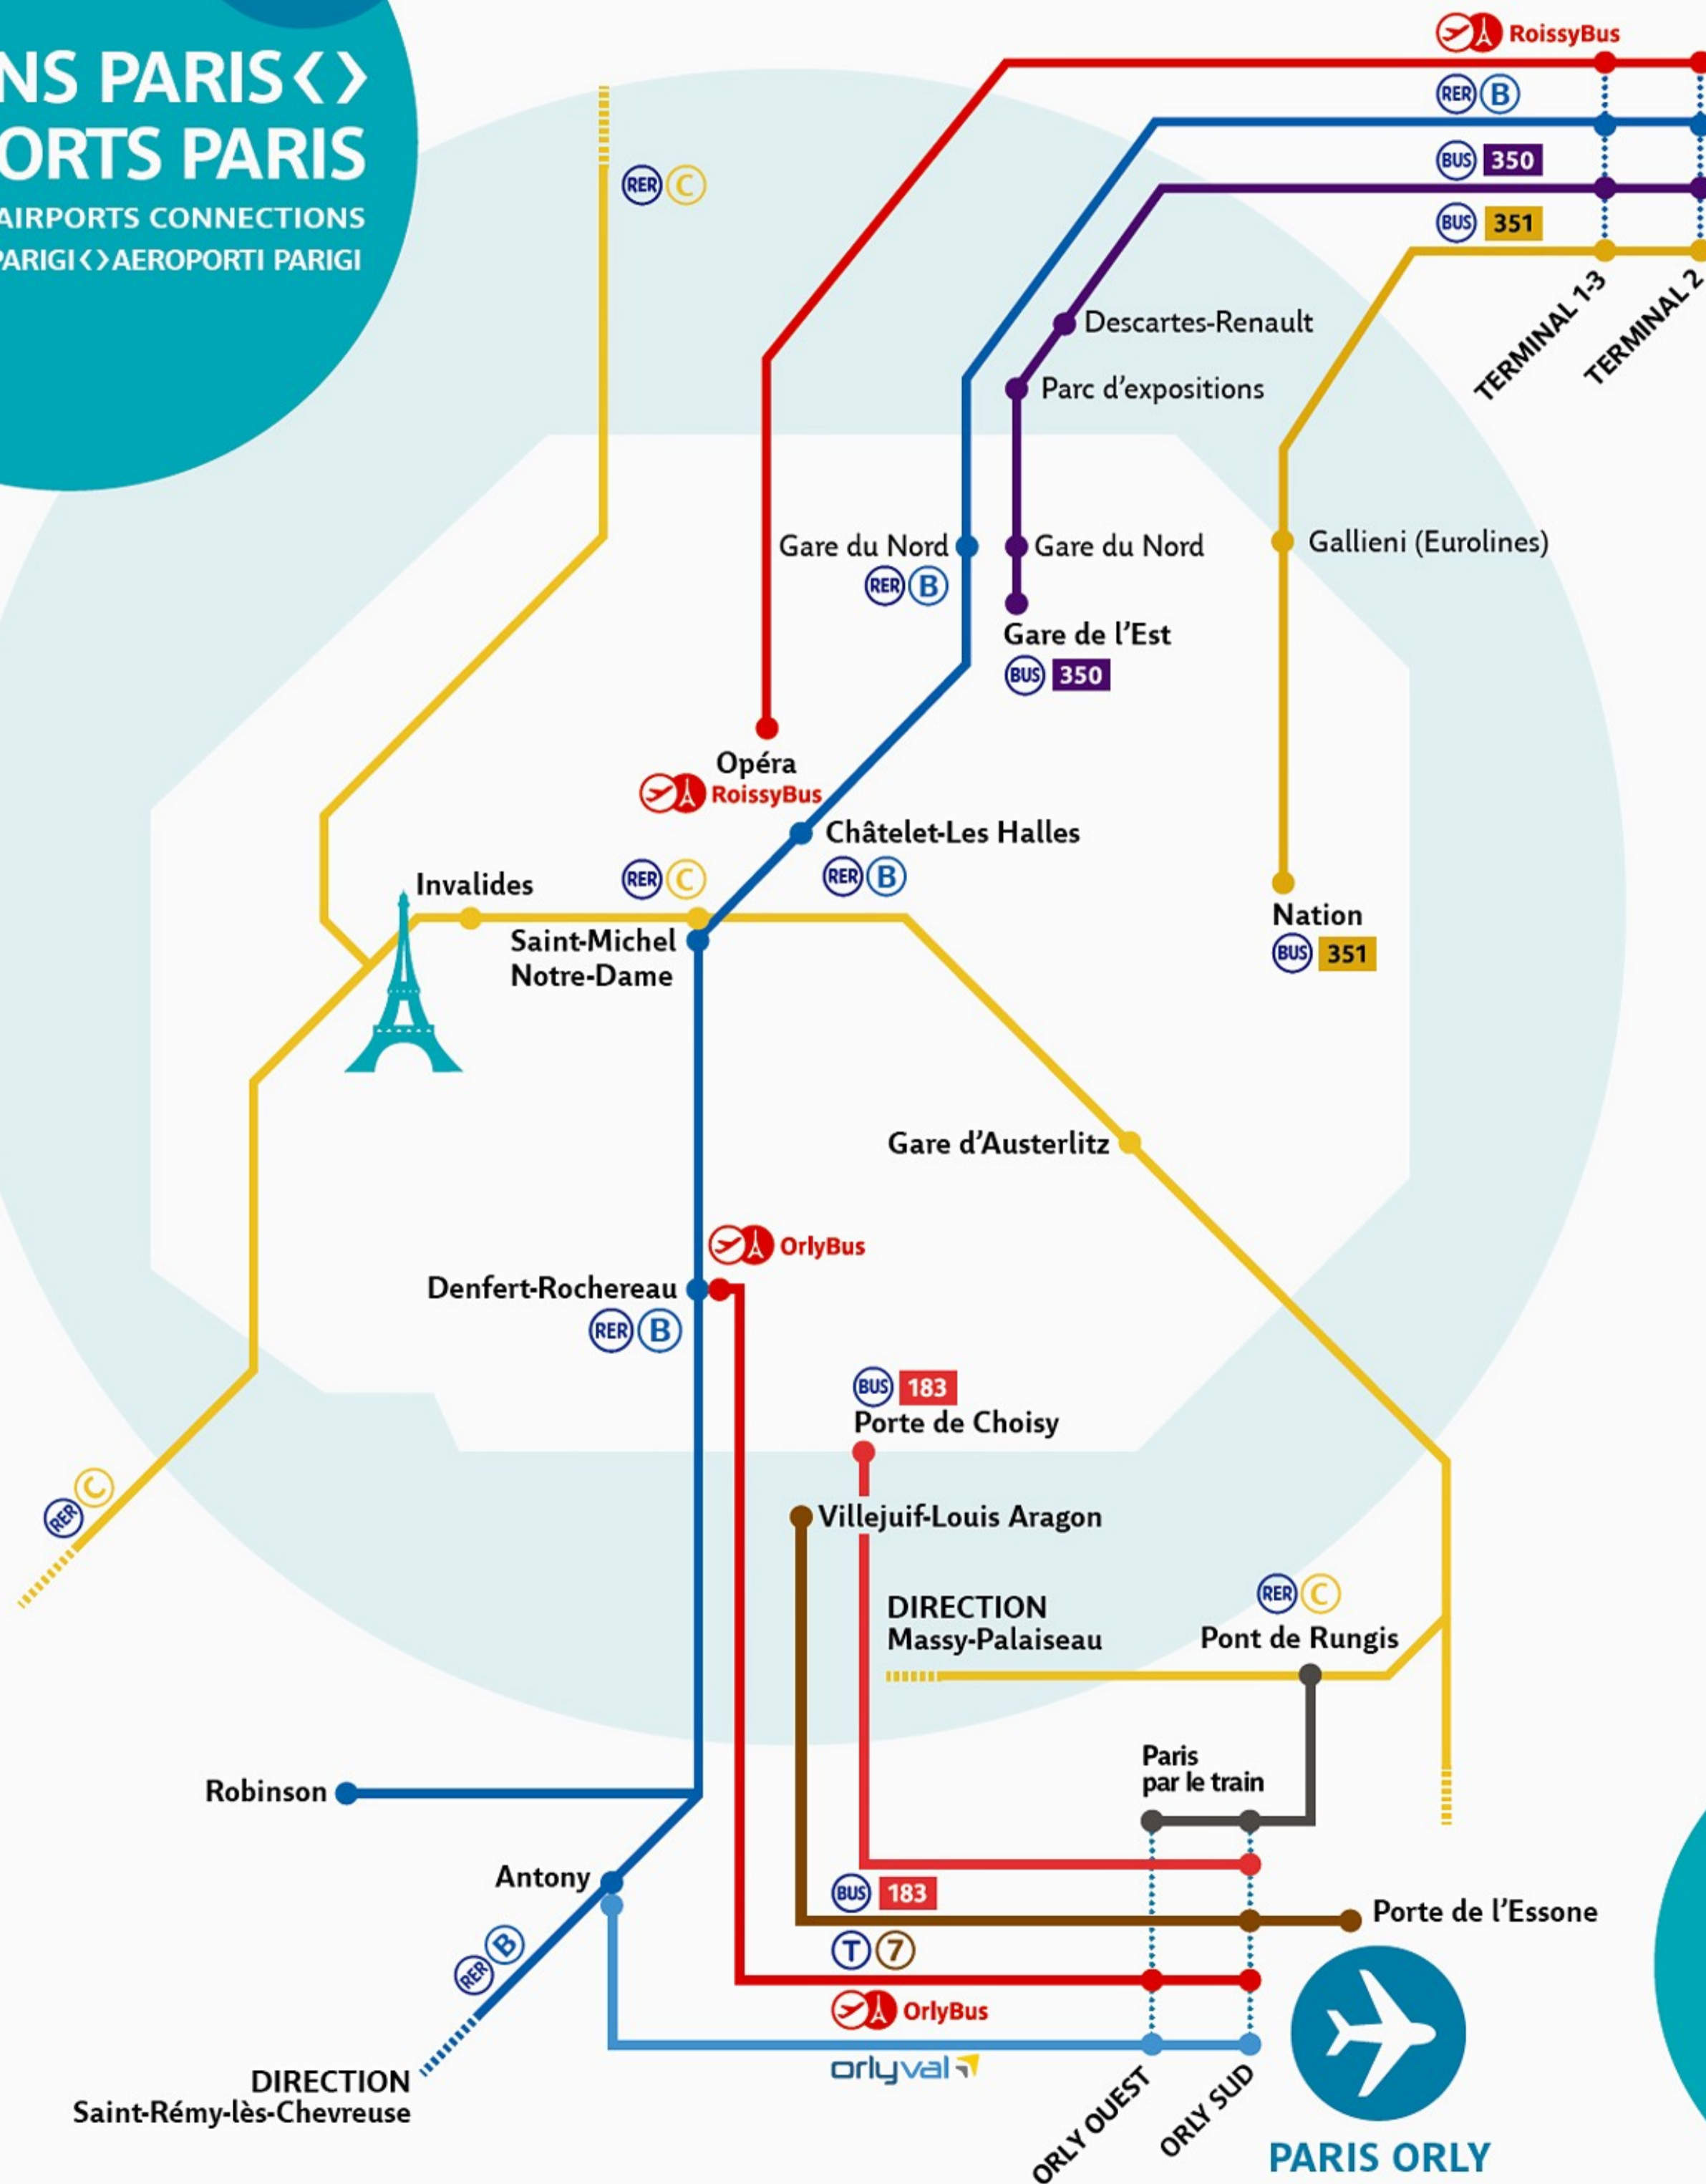 NS PARIS<>
ORTS PARIS
AIRPORTS CONNECTIONS
PARIGI<>AEROPORTI PARIGI
RoissyBus
RER B
BUS 350
BUS 351
TERMINAL 1-3
TERMINAL 2
RER C
Descartes-Renault
Parc d'expositions
Gare du Nord
RER B
Gare du Nord
Gallieni (Eurolines)
Gare de l'Est
BUS 350
Opéra
RoissyBus
Châtelet-Les Halles
RER B
Invalides
RER C
Saint-Michel
Notre-Dame
Nation
BUS 351
Gare d'Austerlitz
OrlyBus
Denfert-Rochereau
RER B
BUS 183
Porte de Choisy
RER C
Villejuif-Louis Aragon
DIRECTION
Massy-Palaiseau
RER C
Pont de Rungis
Paris
par le train
Robinson
Antony
BUS 183
Porte de l'Essone
T 7
RER B
OrlyBus
orlyval
DIRECTION
Saint-Rémy-lès-Chevreuse
ORLY OUEST
ORLY SUD
PARIS ORLY